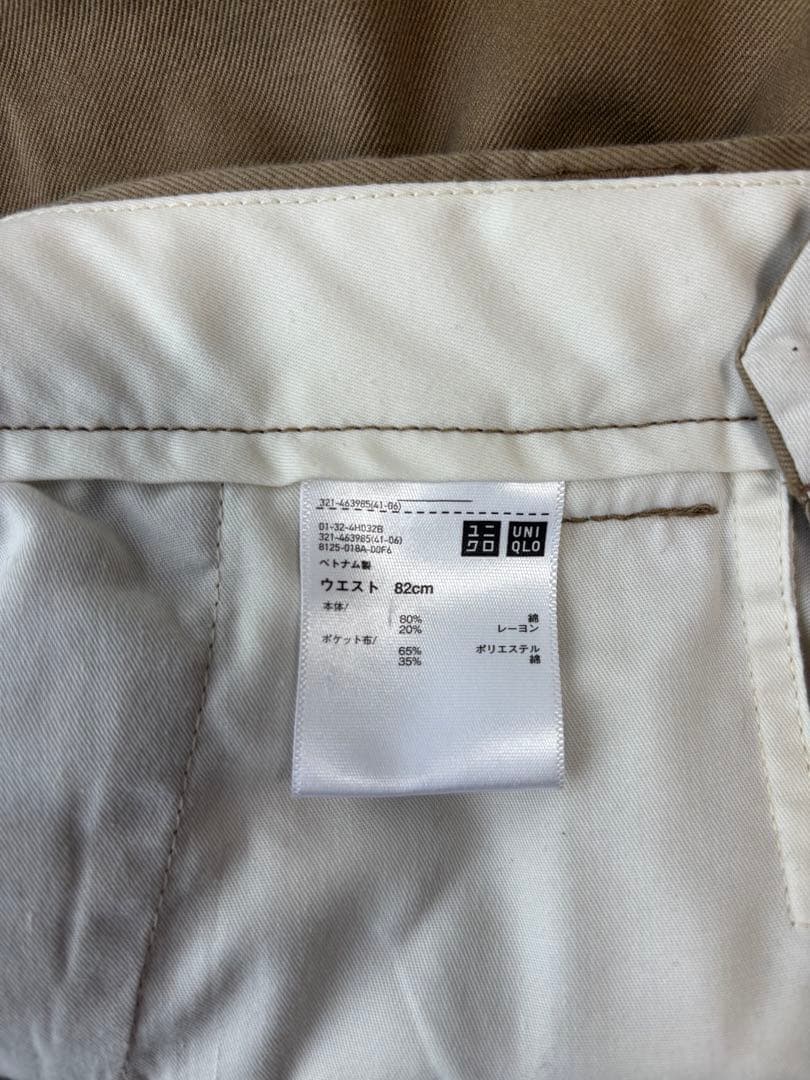 321-463985(41-06)
01-32-4H032B
321-463985(41-06)
8125-018A-D0F6
ユニクロ UNIQLO
ベトナム製
ウエスト 82cm
本体/
80% 綿
20% レーヨン
ポケット布/
65% ポリエステル
35% 綿